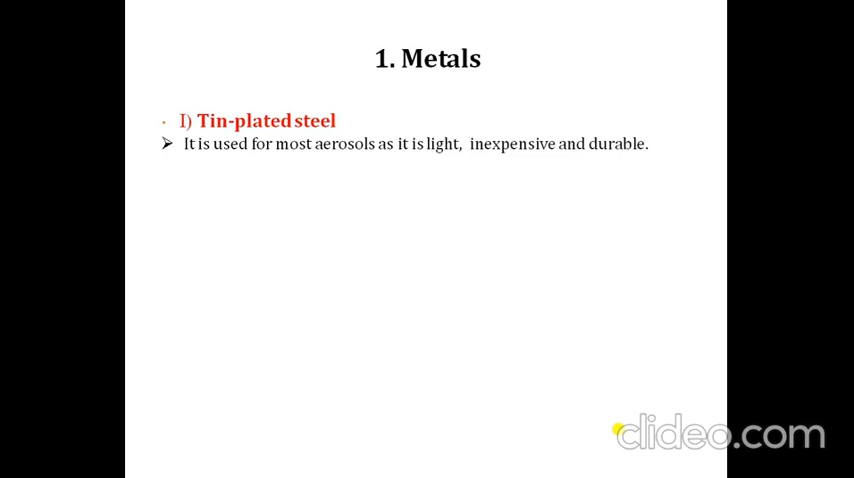 1. Metals
• I) Tin-plated steel
➢ It is used for most aerosols as it is light, inexpensive and durable.
clideo.com